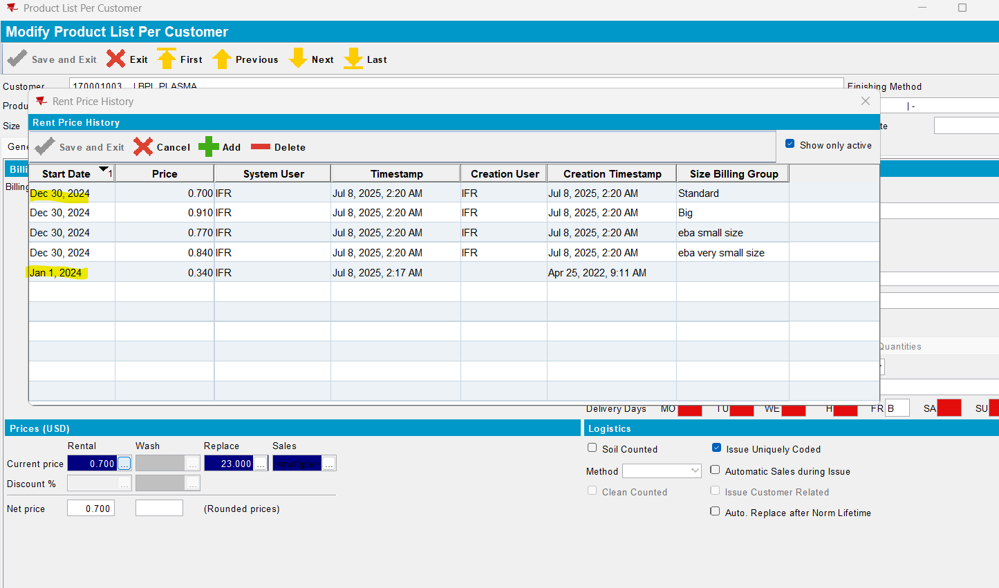 Product List Per Customer
Modify Product List Per Customer
Save and Exit Exit First Previous Next Last
Customer 170001003 LBPL PLASMA Finishing Method
Rent Price History
Produ | -
Rent Price History
Size te
Save and Exit Cancel Add Delete Show only active
Gene
Billi
Start Date 1 Price System User Timestamp Creation User Creation Timestamp Size Billing Group
Billing
Dec 30, 2024 0.700 IFR Jul 8, 2025, 2:20 AM IFR Jul 8, 2025, 2:20 AM Standard
Dec 30, 2024 0.910 IFR Jul 8, 2025, 2:20 AM IFR Jul 8, 2025, 2:20 AM Big
Dec 30, 2024 0.770 IFR Jul 8, 2025, 2:20 AM IFR Jul 8, 2025, 2:20 AM eba small size
Dec 30, 2024 0.840 IFR Jul 8, 2025, 2:20 AM IFR Jul 8, 2025, 2:20 AM eba very small size
Jan 1, 2024 0.340 IFR Jul 8, 2025, 2:17 AM Apr 25, 2022, 9:11 AM
Quantities
Delivery Days MO TU WE H FR B SA SU
Prices (USD)
Rental Wash Replace Sales
Current price 0.700 ... ... 23.000 ... <multiple> ...
Discount % ... ...
Net price 0.700 (Rounded prices)
Logistics
Soil Counted Issue Uniquely Coded
Method Automatic Sales during Issue
Clean Counted Issue Customer Related
Auto. Replace after Norm Lifetime